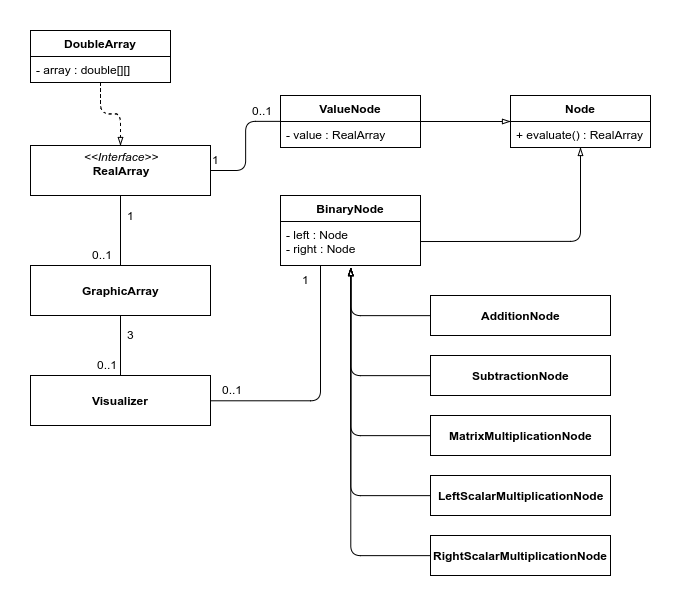 DoubleArray
- array : double[][]
<<Interface>>
RealArray
1
0..1
ValueNode
- value : RealArray
Node
+ evaluate() : RealArray
BinaryNode
- left : Node
- right : Node
1
0..1
GraphicArray
3
0..1
Visualizer
1
0..1
AdditionNode
SubtractionNode
MatrixMultiplicationNode
LeftScalarMultiplicationNode
RightScalarMultiplicationNode